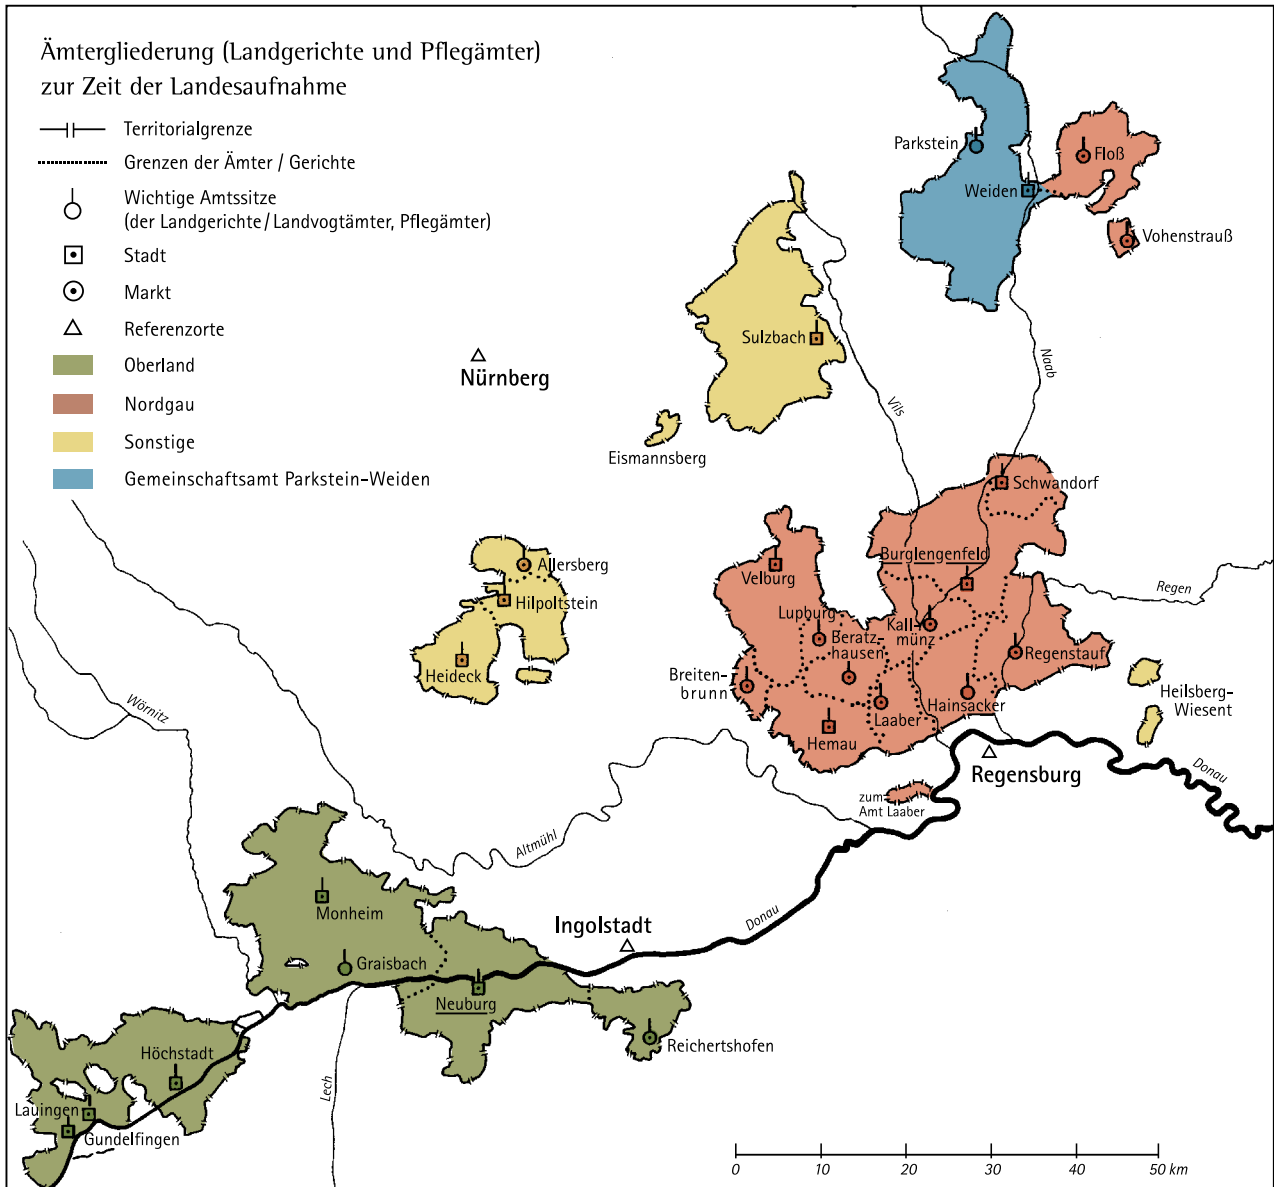 Ämtergliederung (Landgerichte und Pflegämter)
zur Zeit der Landesaufnahme
Territorialgrenze
Grenzen der Ämter / Gerichte
Wichtige Amtssitze
(der Landgerichte/Landvogtämter, Pflegämter)
Stadt
Markt
Referenzorte
Oberland
Nordgau
Sonstige
Gemeinschaftsamt Parkstein-Weiden
Parkstein
Floß
Weiden
Vohenstrauß
Sulzbach
Nürnberg
Naab
Vils
Eismannsberg
Schwandorf
Burglengenfeld
Allersberg
Velburg
Regen
Hilpoltstein
Lupburg
Kall-
münz
Beratz-
hausen
Regenstauf
Heideck
Breiten-
brunn
Heilsberg-
Wiesent
Wörnitz
Laaber
Hainsacker
Hemau
Regensburg
Donau
zum
Amt Laaber
Altmühl
Monheim
Ingolstadt
Donau
Graisbach
Neuburg
Reichertshofen
Höchstadt
Lech
Lauingen
Gundelfingen
0 10 20 30 40 50 km